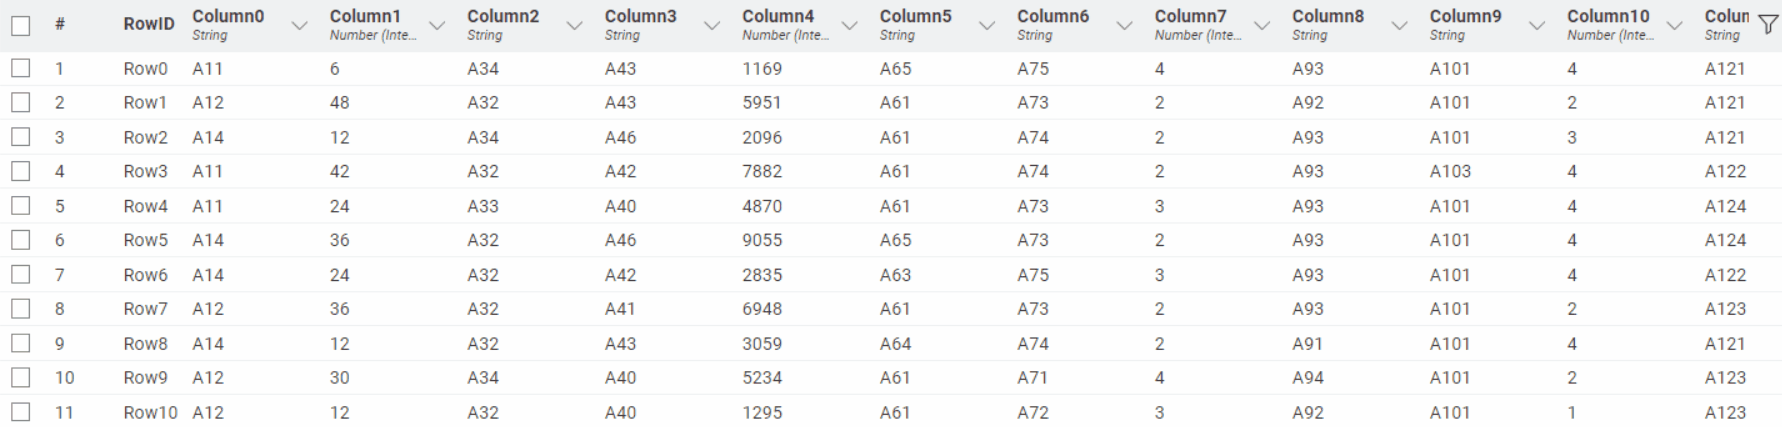 # RowID Column0 Column1 Column2 Column3 Column4 Column5 Column6 Column7 Column8 Column9 Column10 Colun
String Number (Inte... String String Number (Inte... String String Number (Inte... String String Number (Inte... String
1 Row0 A11 6 A34 A43 1169 A65 A75 4 A93 A101 4 A121
2 Row1 A12 48 A32 A43 5951 A61 A73 2 A92 A101 2 A121
3 Row2 A14 12 A34 A46 2096 A61 A74 2 A93 A101 3 A121
4 Row3 A11 42 A32 A42 7882 A61 A74 2 A93 A103 4 A122
5 Row4 A11 24 A33 A40 4870 A61 A73 3 A93 A101 4 A124
6 Row5 A14 36 A32 A46 9055 A65 A73 2 A93 A101 4 A124
7 Row6 A14 24 A32 A42 2835 A63 A75 3 A93 A101 4 A122
8 Row7 A12 36 A32 A41 6948 A61 A73 2 A93 A101 2 A123
9 Row8 A14 12 A32 A43 3059 A64 A74 2 A91 A101 4 A121
10 Row9 A12 30 A34 A40 5234 A61 A71 4 A94 A101 2 A123
11 Row10 A12 12 A32 A40 1295 A61 A72 3 A92 A101 1 A123